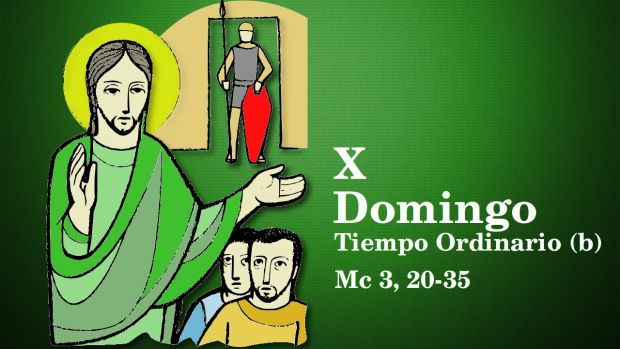 X
Domingo
Tiempo Ordinario (b)
Mc 3, 20-35